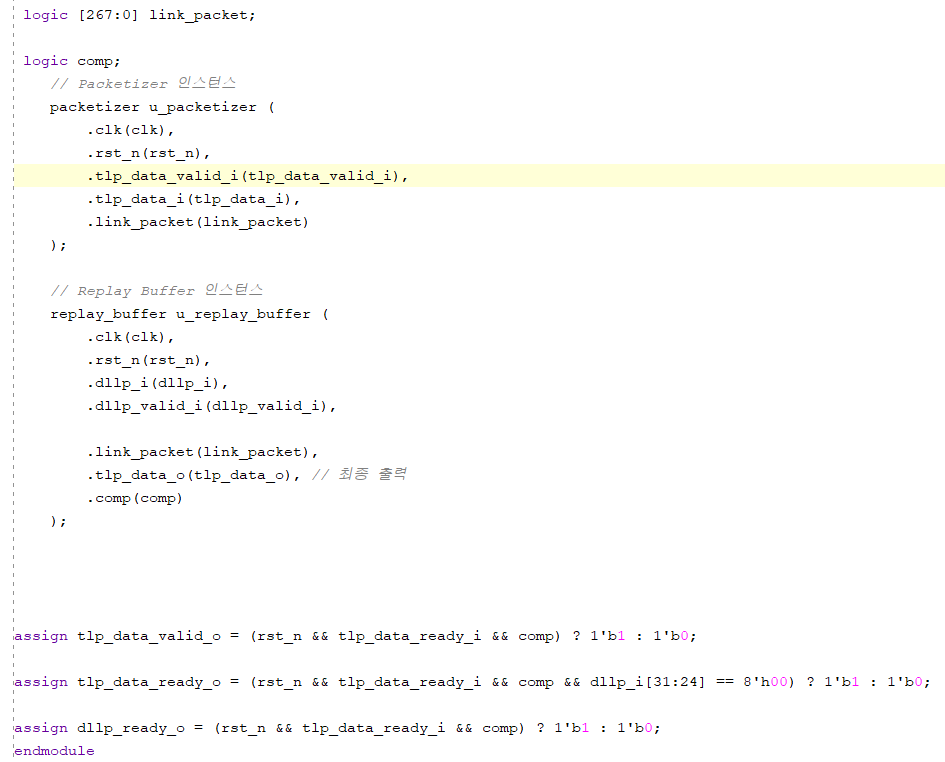 logic [267:0] link_packet;
logic comp;
// Packetizer 인스턴스
packetizer u_packetizer (
.clk(clk),
.rst_n(rst_n),
.tlp_data_valid_i(tlp_data_valid_i),
.tlp_data_i(tlp_data_i),
.link_packet(link_packet)
);
// Replay Buffer 인스턴스
replay_buffer u_replay_buffer (
.clk(clk),
.rst_n(rst_n),
.dllp_i(dllp_i),
.dllp_valid_i(dllp_valid_i),
.link_packet(link_packet),
.tlp_data_o(tlp_data_o), // 최종 출력
.comp(comp)
);
assign tlp_data_valid_o = (rst_n && tlp_data_ready_i && comp) ? 1'b1 : 1'b0;
assign tlp_data_ready_o = (rst_n && tlp_data_ready_i && comp && dllp_i[31:24] == 8'h00) ? 1'b1 : 1'b0;
assign dllp_ready_o = (rst_n && tlp_data_ready_i && comp) ? 1'b1 : 1'b0;
endmodule